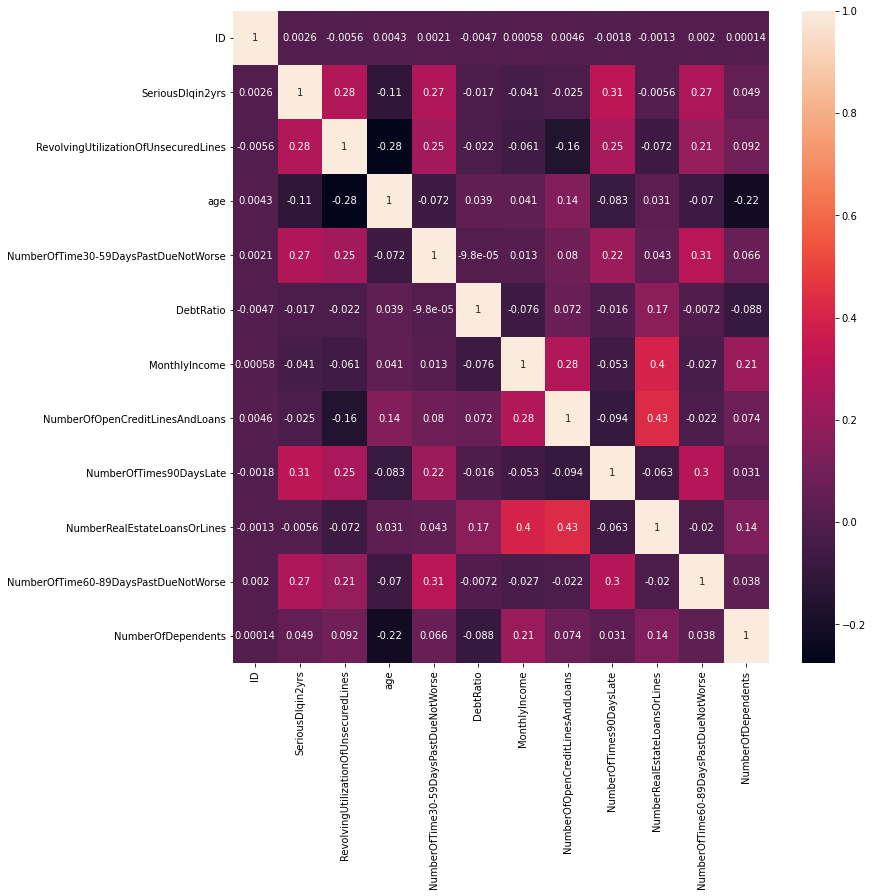 ID 1 0.0026 -0.0056 0.0043 0.0021 -0.0047 0.00058 0.0046 -0.0018 -0.0013 0.002 0.00014
SeriousDlqin2yrs 0.0026 1 0.28 -0.11 0.27 -0.017 -0.041 -0.025 0.31 -0.0056 0.27 0.049
RevolvingUtilizationOfUnsecuredLines -0.0056 0.28 1 -0.28 0.25 -0.022 -0.061 -0.16 0.25 -0.072 0.21 0.092
age 0.0043 -0.11 -0.28 1 -0.072 0.039 0.041 0.14 -0.083 0.031 -0.07 -0.22
NumberOfTime30-59DaysPastDueNotWorse 0.0021 0.27 0.25 -0.072 1 -9.8e-05 0.013 0.08 0.22 0.043 0.31 0.066
DebtRatio -0.0047 -0.017 -0.022 0.039 -9.8e-05 1 -0.076 0.072 -0.016 0.17 -0.0072 -0.088
MonthlyIncome 0.00058 -0.041 -0.061 0.041 0.013 -0.076 1 0.28 -0.053 0.4 -0.027 0.21
NumberOfOpenCreditLinesAndLoans 0.0046 -0.025 -0.16 0.14 0.08 0.072 0.28 1 -0.094 0.43 -0.022 0.074
NumberOfTimes90DaysLate -0.0018 0.31 0.25 -0.083 0.22 -0.016 -0.053 -0.094 1 -0.063 0.3 0.031
NumberRealEstateLoansOrLines -0.0013 -0.0056 -0.072 0.031 0.043 0.17 0.4 0.43 -0.063 1 -0.02 0.14
NumberOfTime60-89DaysPastDueNotWorse 0.002 0.27 0.21 -0.07 0.31 -0.0072 -0.027 -0.022 0.3 -0.02 1 0.038
NumberOfDependents 0.00014 0.049 0.092 -0.22 0.066 -0.088 0.21 0.074 0.031 0.14 0.038 1
ID
SeriousDlqin2yrs
RevolvingUtilizationOfUnsecuredLines
age
NumberOfTime30-59DaysPastDueNotWorse
DebtRatio
MonthlyIncome
NumberOfOpenCreditLinesAndLoans
NumberOfTimes90DaysLate
NumberRealEstateLoansOrLines
NumberOfTime60-89DaysPastDueNotWorse
NumberOfDependents
1.0
0.8
0.6
0.4
0.2
0.0
−0.2